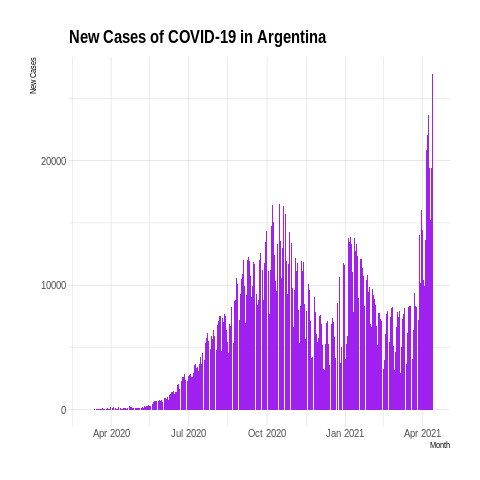 New Cases of COVID-19 in Argentina
New Cases
20000
10000
0
Apr 2020 Jul 2020 Oct 2020 Jan 2021 Apr 2021
Month